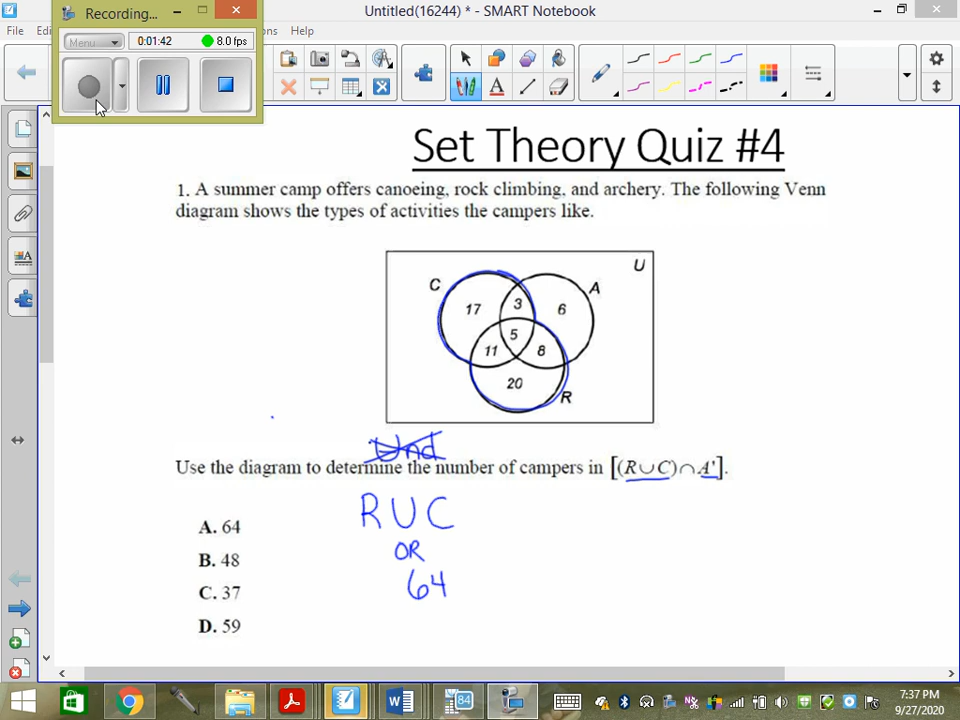 Recording...
Untitled(16244) * - SMART Notebook
Menu
0:01:42
8.0 fps
File
Help
Set Theory Quiz #4
1. A summer camp offers canoeing, rock climbing, and archery. The following Venn
diagram shows the types of activities the campers like.
U
C
A
17
3
6
5
11
8
20
R
Und
Use the diagram to determine the number of campers in [(R∪C)∩A'].
R U C
A. 64
OR
B. 48
64
C. 37
D. 59
84
7:37 PM
9/27/2020